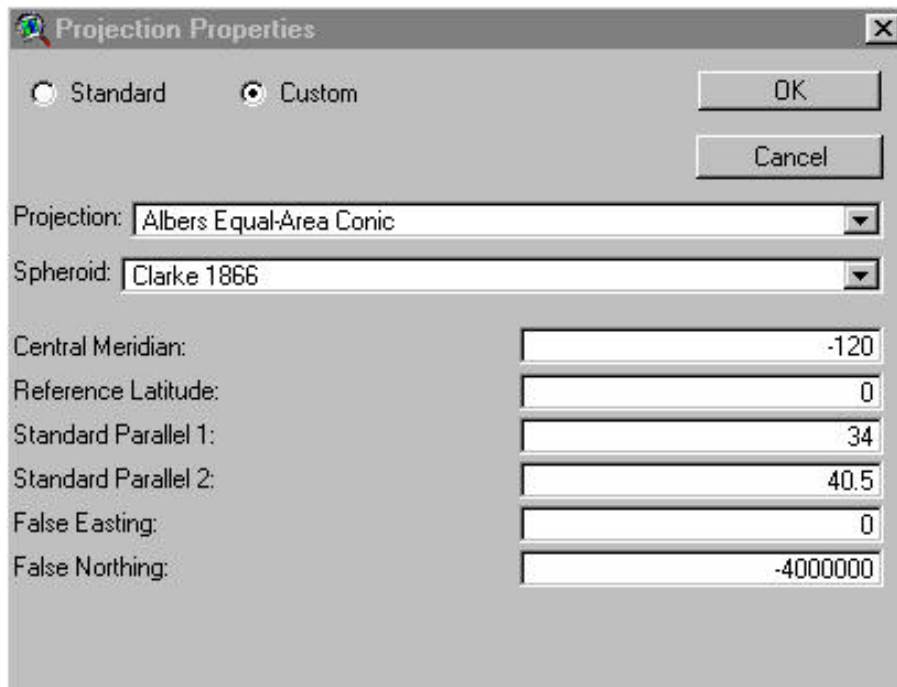 Projection Properties
Standard Custom OK
Cancel
Projection: Albers Equal-Area Conic
Spheroid: Clarke 1866
Central Meridian: -120
Reference Latitude: 0
Standard Parallel 1: 34
Standard Parallel 2: 40.5
False Easting: 0
False Northing: -4000000